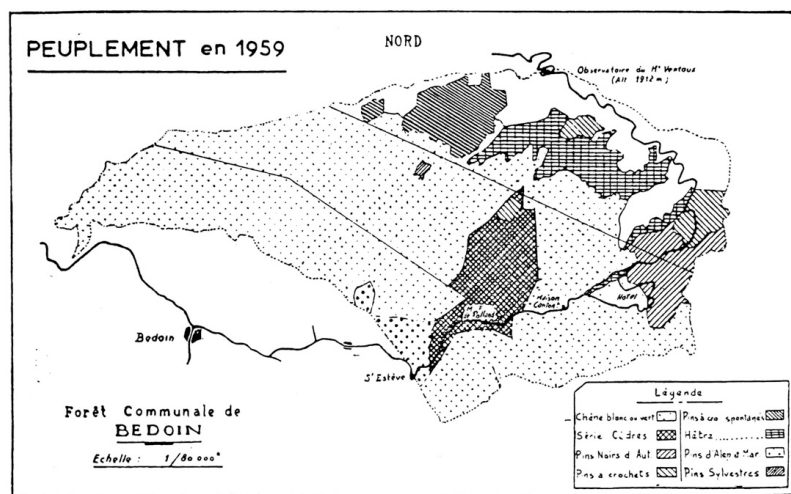 PEUPLEMENT en 1959
NORD
Observatoire du Mt Ventoux
(Alt 1912 m ;
Maison
Hotel
Bedoin
St Estève
Forêt Communale de
BEDOIN
Echelle : 1/80 000e
Légende
Chêne blanc ou vert
Pins à cro spontanés
Série Cèdres
Hêtre
Pins Noirs d'Aut
Pins d'Alep et Mar
Pins a crochets
Pins Sylvestres